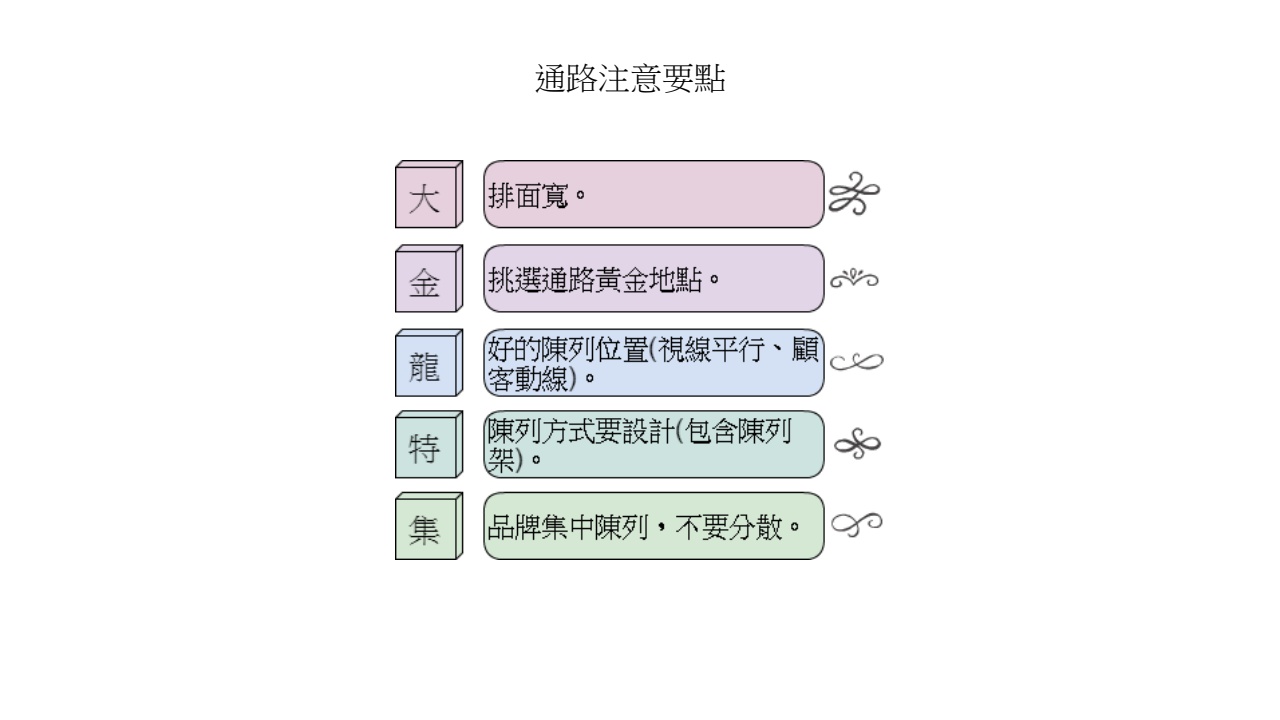 通路注意要點
大
排面寬。
金
挑選通路黃金地點。
龍
好的陳列位置(視線平行、顧
客動線)。
特
陳列方式要設計(包含陳列
架)。
集
品牌集中陳列，不要分散。